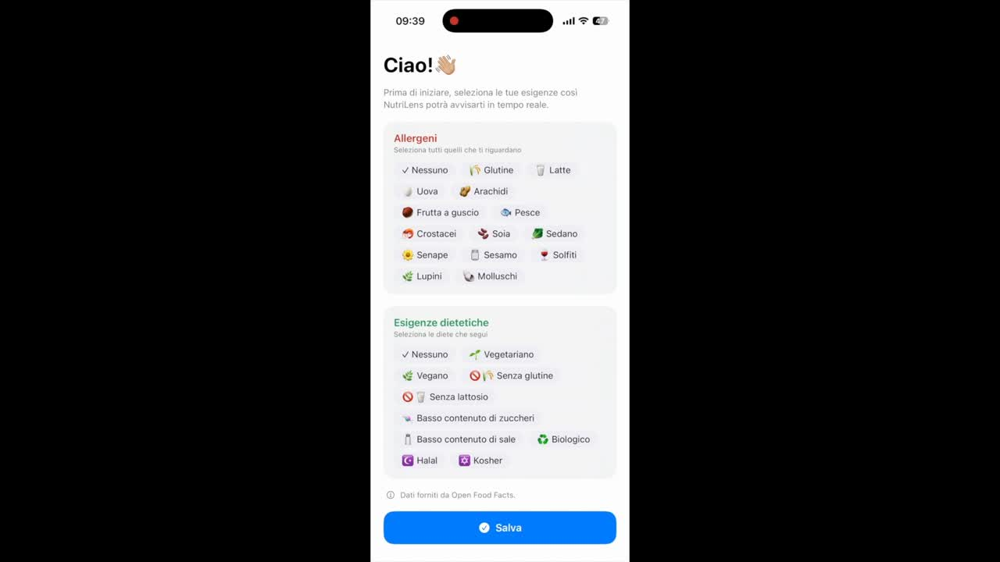 09:39
47
Ciao!👋🏼
Prima di iniziare, seleziona le tue esigenze così
NutriLens potrà avvisarti in tempo reale.
Allergeni
Seleziona tutti quelli che ti riguardano
✓ Nessuno 🌾 Glutine 🥛 Latte
🥚 Uova 🥜 Arachidi
🌰 Frutta a guscio 🐟 Pesce
🦐 Crostacei 🫘 Soia 🥬 Sedano
🌼 Senape 🫙 Sesamo 🍷 Solfiti
🌿 Lupini 🦪 Molluschi
Esigenze dietetiche
Seleziona le diete che segui
✓ Nessuno 🌱 Vegetariano
🌿 Vegano 🚫🌾 Senza glutine
🚫🥛 Senza lattosio
🍬 Basso contenuto di zuccheri
🧂 Basso contenuto di sale ♻️ Biologico
☪️ Halal 🔯 Kosher
Dati forniti da Open Food Facts.
Salva